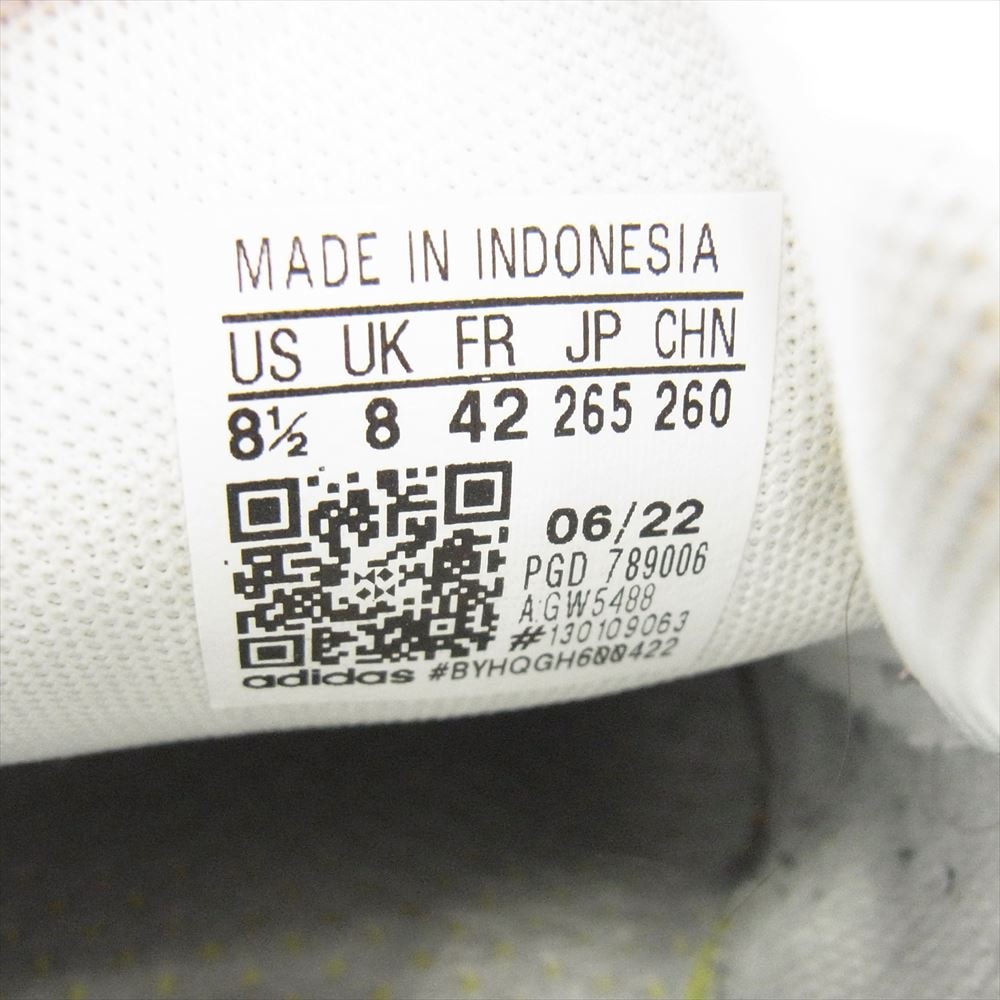 MADE IN INDONESIA
US UK FR JP CHN
8½ 8 42 265 260
06/22
PGD 789006
A.GW5488
#130109063
adidas #BYHQGH600422